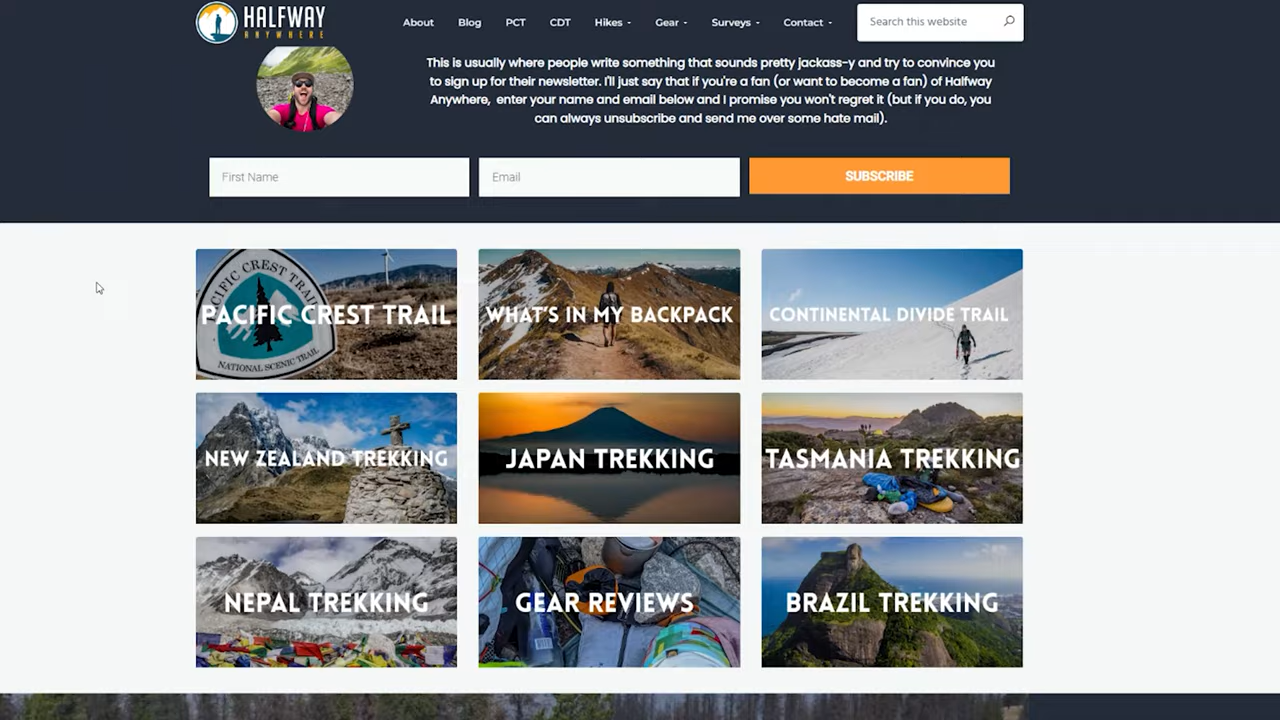 HALFWAY
ANYWHERE
About Blog PCT CDT Hikes Gear Surveys Contact
Search this website
This is usually where people write something that sounds pretty jackass-y and try to convince you
to sign up for their newsletter. I'll just say that if you're a fan (or want to become a fan) of Halfway
Anywhere, enter your name and email below and I promise you won't regret it (but if you do, you
can always unsubscribe and send me over some hate mail).
First Name
Email
SUBSCRIBE
PACIFIC CREST TRAIL
PACIFIC CREST TRAIL
NATIONAL SCENIC TRAIL
WHAT'S IN MY BACKPACK
CONTINENTAL DIVIDE TRAIL
NEW ZEALAND TREKKING
JAPAN TREKKING
TASMANIA TREKKING
NEPAL TREKKING
GEAR REVIEWS
BRAZIL TREKKING